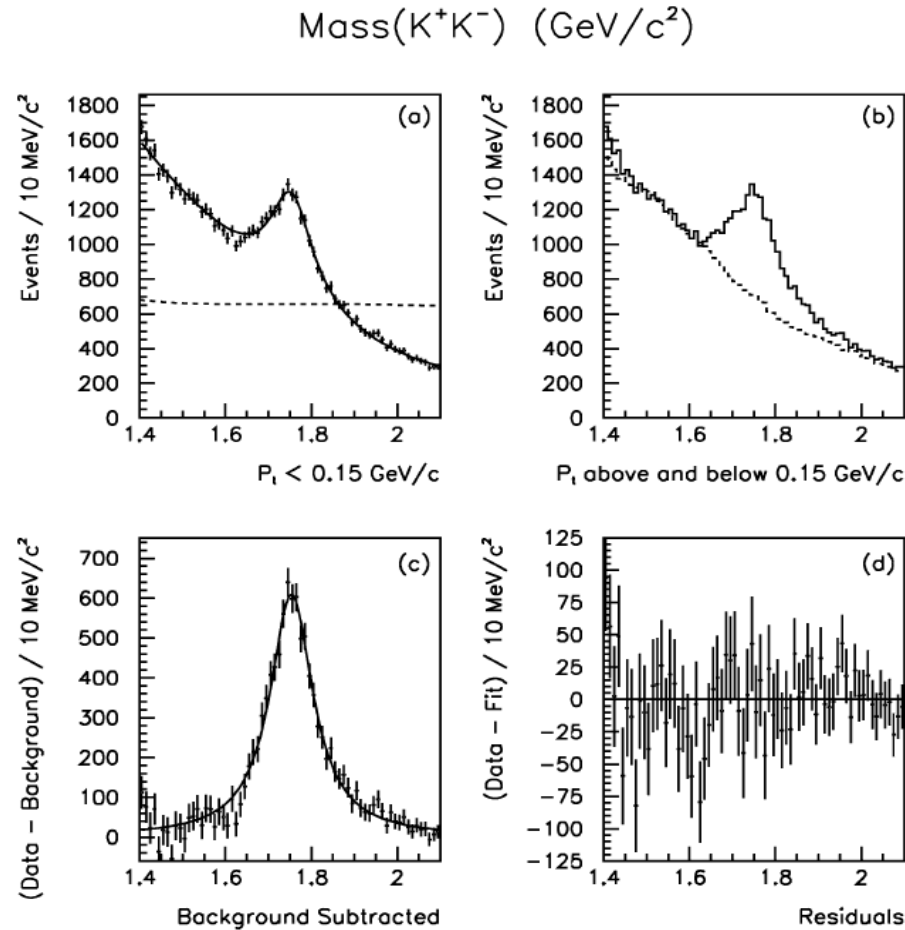 Mass(K⁺K⁻) (GeV/c²)
Events / 10 MeV/c²
1800
1600
1400
1200
1000
800
600
400
200
0
(a)
1.4 1.6 1.8 2
P_t < 0.15 GeV/c
Events / 10 MeV/c²
1800
1600
1400
1200
1000
800
600
400
200
0
(b)
1.4 1.6 1.8 2
P_t above and below 0.15 GeV/c
(Data − Background) / 10 MeV/c²
700
600
500
400
300
200
100
0
(c)
1.4 1.6 1.8 2
Background Subtracted
(Data − Fit) / 10 MeV/c²
125
100
75
50
25
0
−25
−50
−75
−100
−125
(d)
1.4 1.6 1.8 2
Residuals